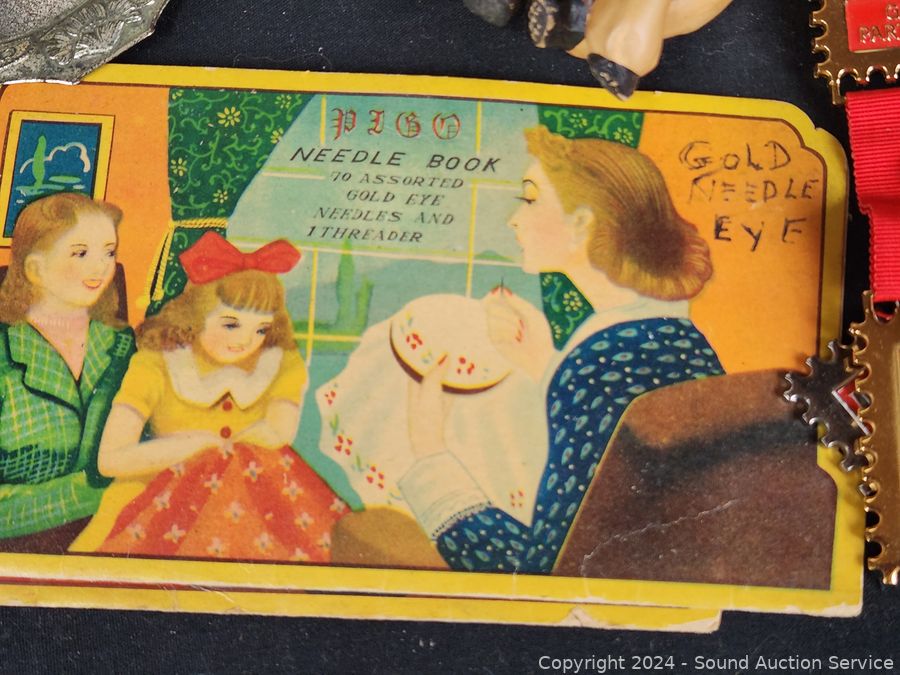 PIGO
NEEDLE BOOK
70 ASSORTED
GOLD EYE
NEEDLES AND
1 THREADER
GOLD
NEEDLE
EYE
Copyright 2024 - Sound Auction Service